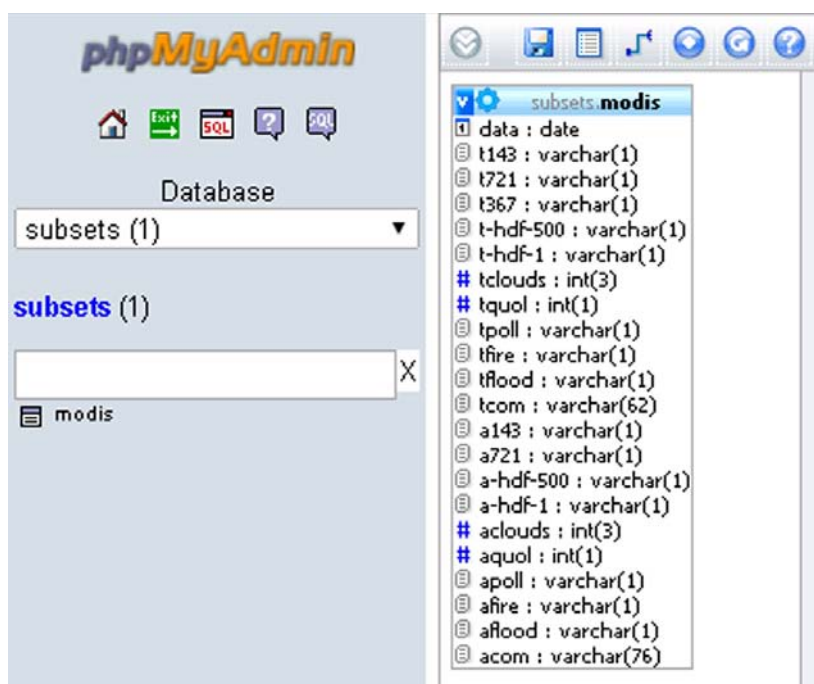 phpMyAdmin
Exit
SQL
?
SQL
Database
subsets (1)
subsets (1)
X
modis
?
v
subsets.modis
1 data : date
t143 : varchar(1)
t721 : varchar(1)
t367 : varchar(1)
t-hdf-500 : varchar(1)
t-hdf-1 : varchar(1)
# tclouds : int(3)
# tquol : int(1)
tpoll : varchar(1)
tfire : varchar(1)
tflood : varchar(1)
tcom : varchar(62)
a143 : varchar(1)
a721 : varchar(1)
a-hdf-500 : varchar(1)
a-hdf-1 : varchar(1)
# aclouds : int(3)
# aquol : int(1)
apoll : varchar(1)
afire : varchar(1)
aflood : varchar(1)
acom : varchar(76)